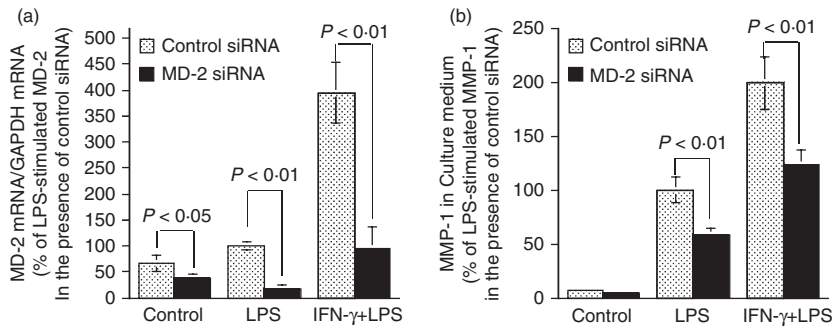 (a)
MD-2 mRNA/GAPDH mRNA
(% of LPS-stimulated MD-2
In the presence of control siRNA)
500
450
400
350
300
250
200
150
100
50
0
Control siRNA
MD-2 siRNA
P < 0·01
P < 0·01
P < 0·05
Control
LPS
IFN-γ+LPS
(b)
MMP-1 in Culture medium
(% of LPS-stimulated MMP-1
in the presence of control siRNA)
250
200
150
100
50
0
Control siRNA
MD-2 siRNA
P < 0·01
P < 0·01
Control
LPS
IFN-γ+LPS